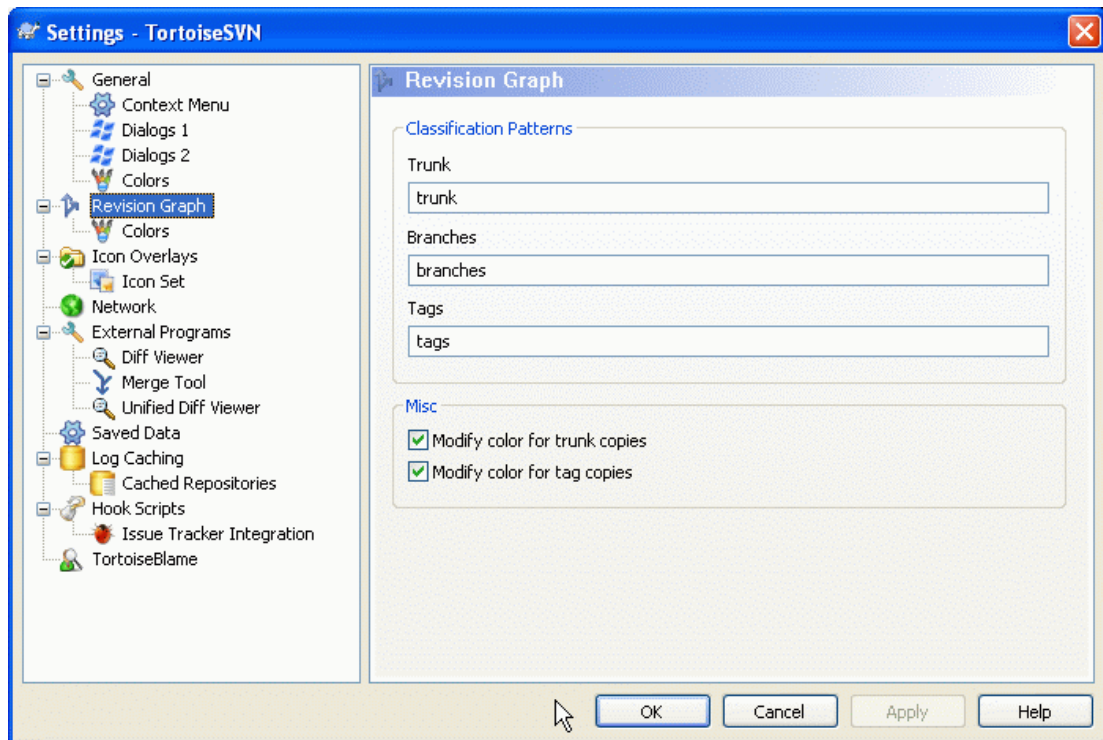 Settings - TortoiseSVN
General
Context Menu
Dialogs 1
Dialogs 2
Colors
Revision Graph
Colors
Icon Overlays
Icon Set
Network
External Programs
Diff Viewer
Merge Tool
Unified Diff Viewer
Saved Data
Log Caching
Cached Repositories
Hook Scripts
Issue Tracker Integration
TortoiseBlame
Revision Graph
Classification Patterns
Trunk
trunk
Branches
branches
Tags
tags
Misc
Modify color for trunk copies
Modify color for tag copies
OK
Cancel
Apply
Help